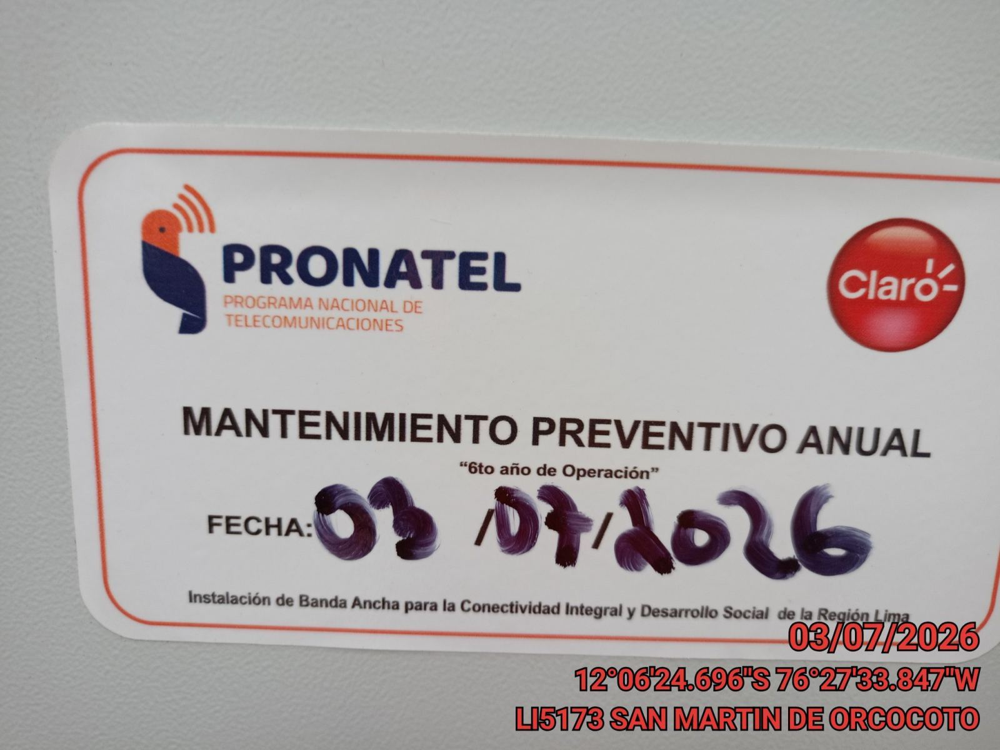 PRONATEL
PROGRAMA NACIONAL DE
TELECOMUNICACIONES
Claro
MANTENIMIENTO PREVENTIVO ANUAL
“6to año de Operación”
FECHA: 03 /07/2026
Instalación de Banda Ancha para la Conectividad Integral y Desarrollo Social de la Región Lima
03/07/2026
12°06'24.696"S 76°27'33.847"W
LI5173 SAN MARTIN DE ORCOCOTO